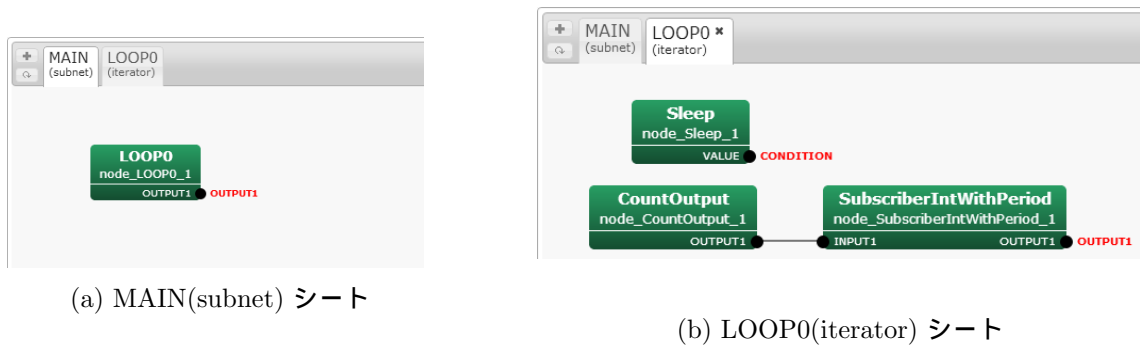 MAIN
(subnet)
LOOP0
(iterator)
LOOP0
node_LOOP0_1
OUTPUT1
OUTPUT1
(a) MAIN(subnet) シート
MAIN
(subnet)
LOOP0 ✖
(iterator)
Sleep
node_Sleep_1
VALUE
CONDITION
CountOutput
node_CountOutput_1
OUTPUT1
SubscriberIntWithPeriod
node_SubscriberIntWithPeriod_1
INPUT1
OUTPUT1
OUTPUT1
(b) LOOP0(iterator) シート